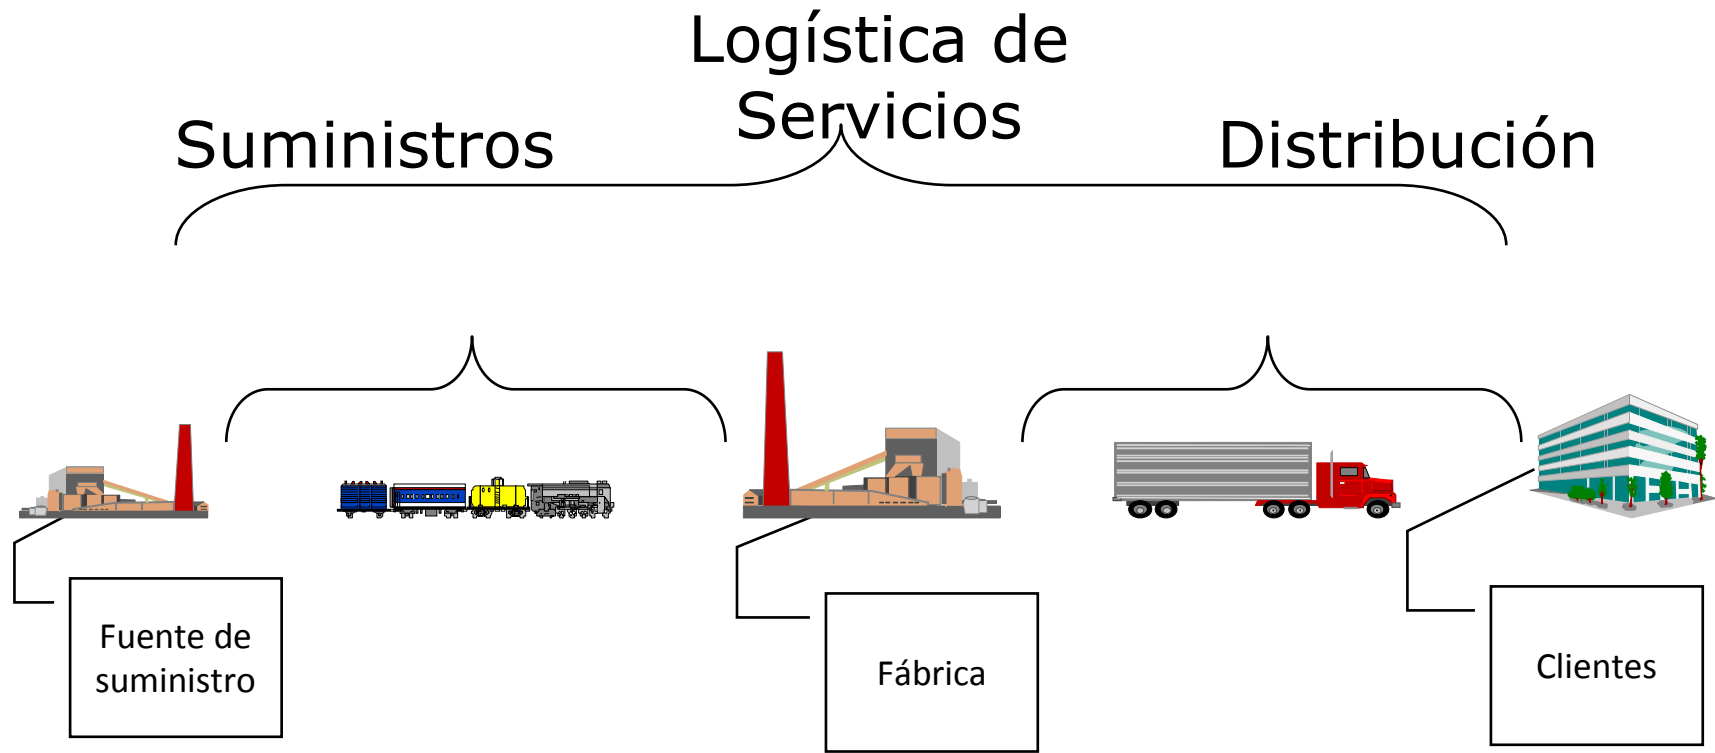 Logística de
Servicios
Suministros
Distribución
Fuente de
suministro
Fábrica
Clientes